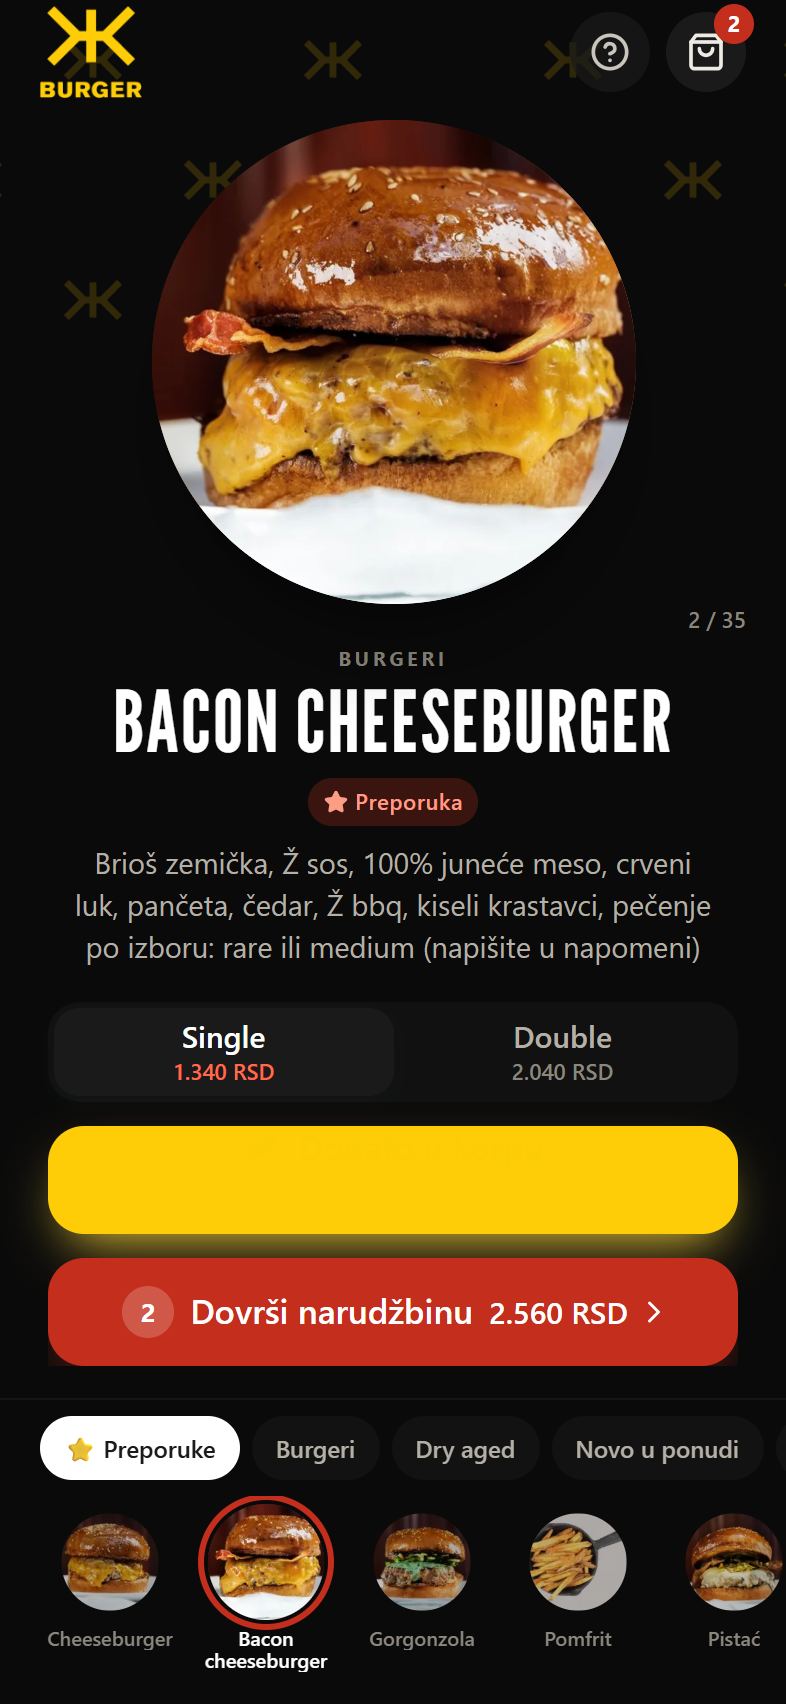 BURGER
2
2 / 35
BURGERI
BACON CHEESEBURGER
Preporuka
Brioš zemička, Ž sos, 100% juneće meso, crveni
luk, pančeta, čedar, Ž bbq, kiseli krastavci, pečenje
po izboru: rare ili medium (napišite u napomeni)
Single
1.340 RSD
Double
2.040 RSD
2 Dovrši narudžbinu 2.560 RSD
Preporuke
Burgeri
Dry aged
Novo u ponudi
Cheeseburger
Bacon
cheeseburger
Gorgonzola
Pomfrit
Pistać